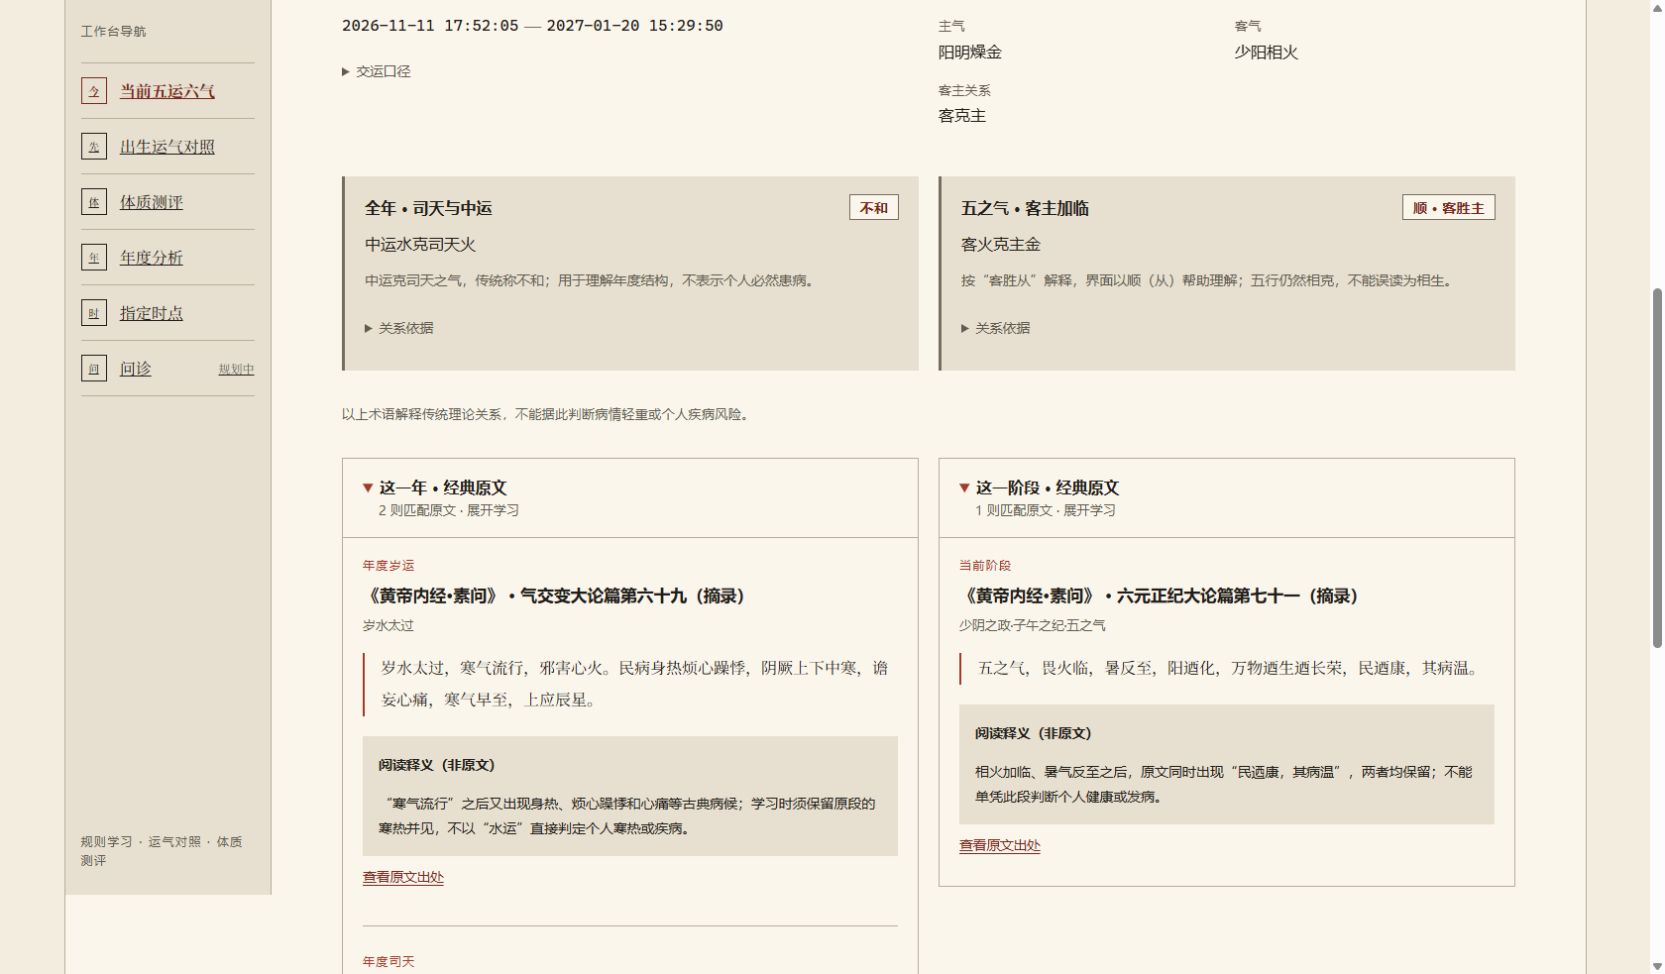 工作台导航
今 当前五运六气
先 出生运气对照
体 体质测评
年 年度分析
时 指定时点
问 问诊 规划中
规则学习 · 运气对照 · 体质
测评
2026-11-11 17:52:05 — 2027-01-20 15:29:50
▶ 交运口径
主气
阳明燥金
客气
少阳相火
客主关系
客克主
全年 • 司天与中运
不和
中运水克司天火
中运克司天之气，传统称不和；用于理解年度结构，不表示个人必然患病。
▶ 关系依据
五之气 • 客主加临
顺 • 客胜主
客火克主金
按“客胜从”解释，界面以顺（从）帮助理解；五行仍然相克，不能误读为相生。
▶ 关系依据
以上术语解释传统理论关系，不能据此判断病情轻重或个人疾病风险。
▼ 这一年 • 经典原文
2 则匹配原文 · 展开学习
年度岁运
《黄帝内经•素问》 • 气交变大论篇第六十九（摘录）
岁水太过
岁水太过，寒气流行，邪害心火。民病身热烦心躁悸，阴厥上下中寒，谵
妄心痛，寒气早至，上应辰星。
阅读释义（非原文）
“寒气流行”之后又出现身热、烦心躁悸和心痛等古典病候；学习时须保留原段的
寒热并见，不以“水运”直接判定个人寒热或疾病。
查看原文出处
年度司天
▼ 这一阶段 • 经典原文
1 则匹配原文 · 展开学习
当前阶段
《黄帝内经•素问》 • 六元正纪大论篇第七十一（摘录）
少阴之政·子午之纪·五之气
五之气，畏火临，暑反至，阳迺化，万物迺生迺长荣，民迺康，其病温。
阅读释义（非原文）
相火加临、暑气反至之后，原文同时出现“民迺康，其病温”，两者均保留；不能
单凭此段判断个人健康或发病。
查看原文出处